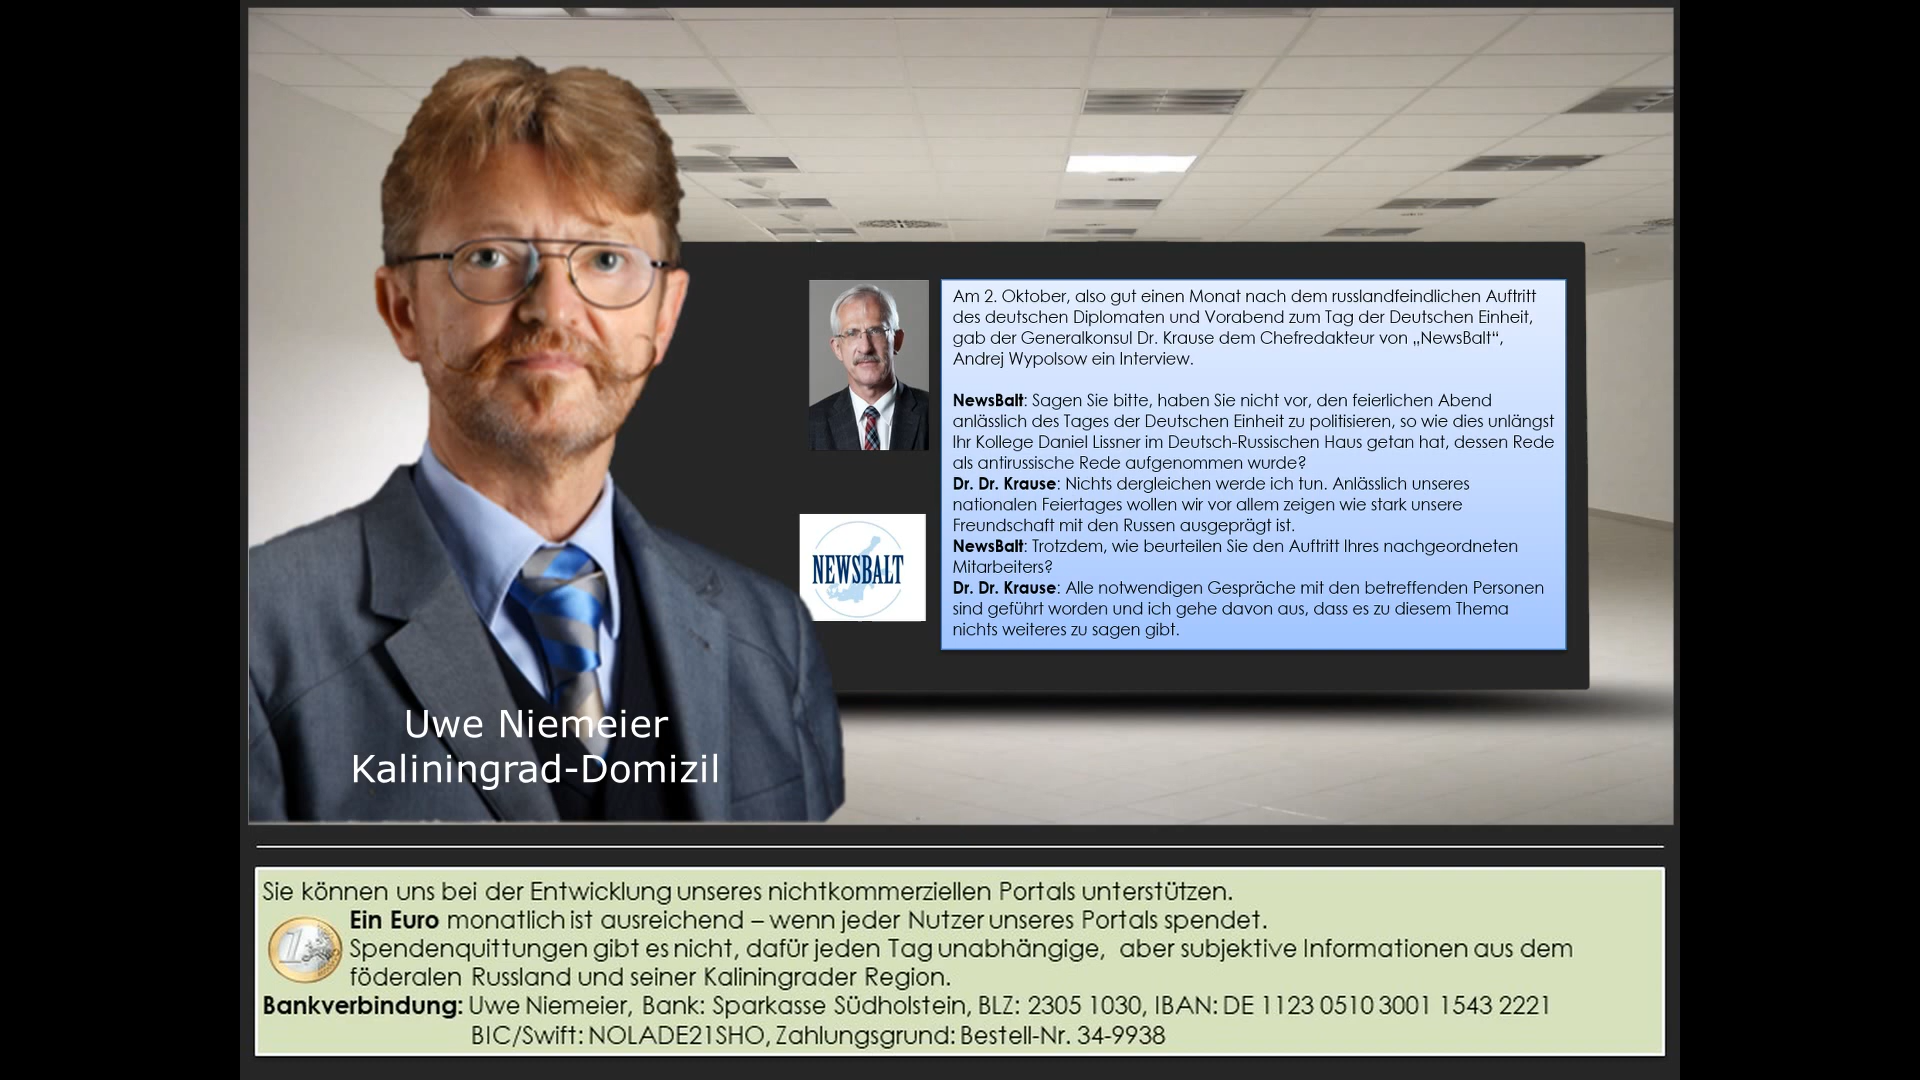 Am 2. Oktober, also gut einen Monat nach dem russlandfeindlichen Auftritt
des deutschen Diplomaten und Vorabend zum Tag der Deutschen Einheit,
gab der Generalkonsul Dr. Krause dem Chefredakteur von „NewsBalt“,
Andrej Wypolsow ein Interview.
NewsBalt: Sagen Sie bitte, haben Sie nicht vor, den feierlichen Abend
anlässlich des Tages der Deutschen Einheit zu politisieren, so wie dies unlängst
Ihr Kollege Daniel Lissner im Deutsch-Russischen Haus getan hat, dessen Rede
als antirussische Rede aufgenommen wurde?
Dr. Dr. Krause: Nichts dergleichen werde ich tun. Anlässlich unseres
nationalen Feiertages wollen wir vor allem zeigen wie stark unsere
Freundschaft mit den Russen ausgeprägt ist.
NewsBalt: Trotzdem, wie beurteilen Sie den Auftritt Ihres nachgeordneten
Mitarbeiters?
Dr. Dr. Krause: Alle notwendigen Gespräche mit den betreffenden Personen
sind geführt worden und ich gehe davon aus, dass es zu diesem Thema
nichts weiteres zu sagen gibt.
NEWSBALT
Uwe Niemeier
Kaliningrad-Domizil
Sie können uns bei der Entwicklung unseres nichtkommerziellen Portals unterstützen.
Ein Euro monatlich ist ausreichend – wenn jeder Nutzer unseres Portals spendet.
Spendenquittungen gibt es nicht, dafür jeden Tag unabhängige, aber subjektive Informationen aus dem
föderalen Russland und seiner Kaliningrader Region.
Bankverbindung: Uwe Niemeier, Bank: Sparkasse Südholstein, BLZ: 2305 1030, IBAN: DE 1123 0510 3001 1543 2221
BIC/Swift: NOLADE21SHO, Zahlungsgrund: Bestell-Nr. 34-9938